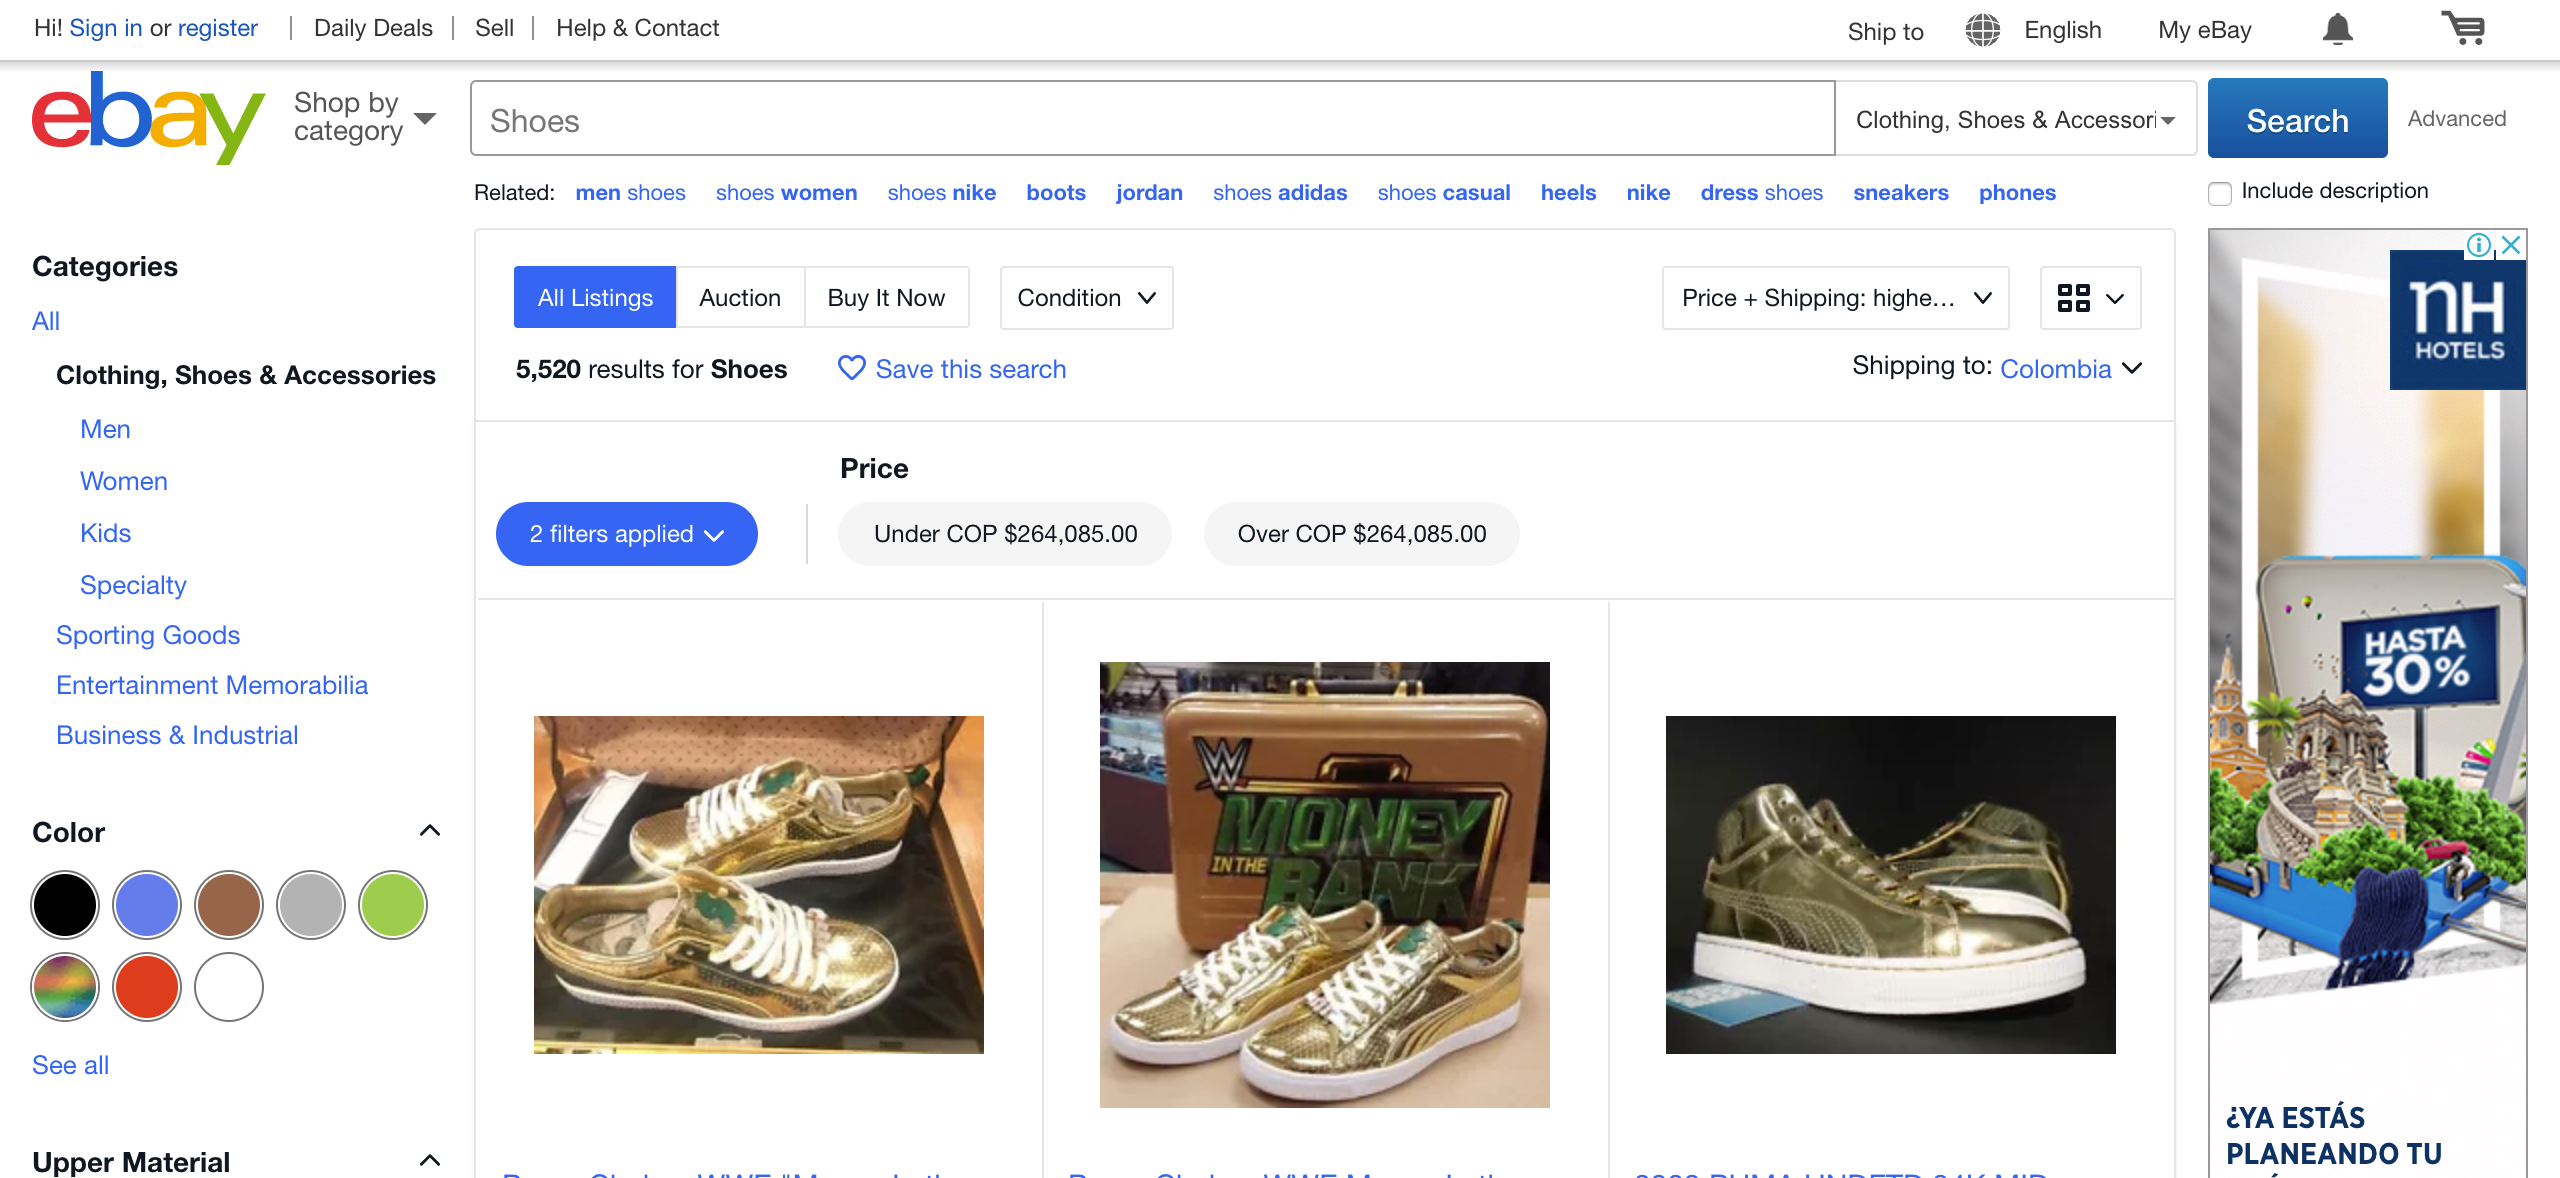 Hi! Sign in or register
Daily Deals
Sell
Help & Contact
Ship to
English
My eBay
ebay
Shop by
category
Shoes
Clothing, Shoes & Accessori
Search
Advanced
Related: men shoes shoes women shoes nike boots jordan shoes adidas shoes casual heels nike dress shoes sneakers phones
Include description
Categories
All
Clothing, Shoes & Accessories
Men
Women
Kids
Specialty
Sporting Goods
Entertainment Memorabilia
Business & Industrial
Color
See all
Upper Material
All Listings
Auction
Buy It Now
Condition
Price + Shipping: highe...
5,520 results for Shoes
Save this search
Shipping to: Colombia
Price
2 filters applied
Under COP $264,085.00
Over COP $264,085.00
W
MONEY
IN THE
BANK
nH
HOTELS
HASTA
30%
¿YA ESTÁS
PLANEANDO TU